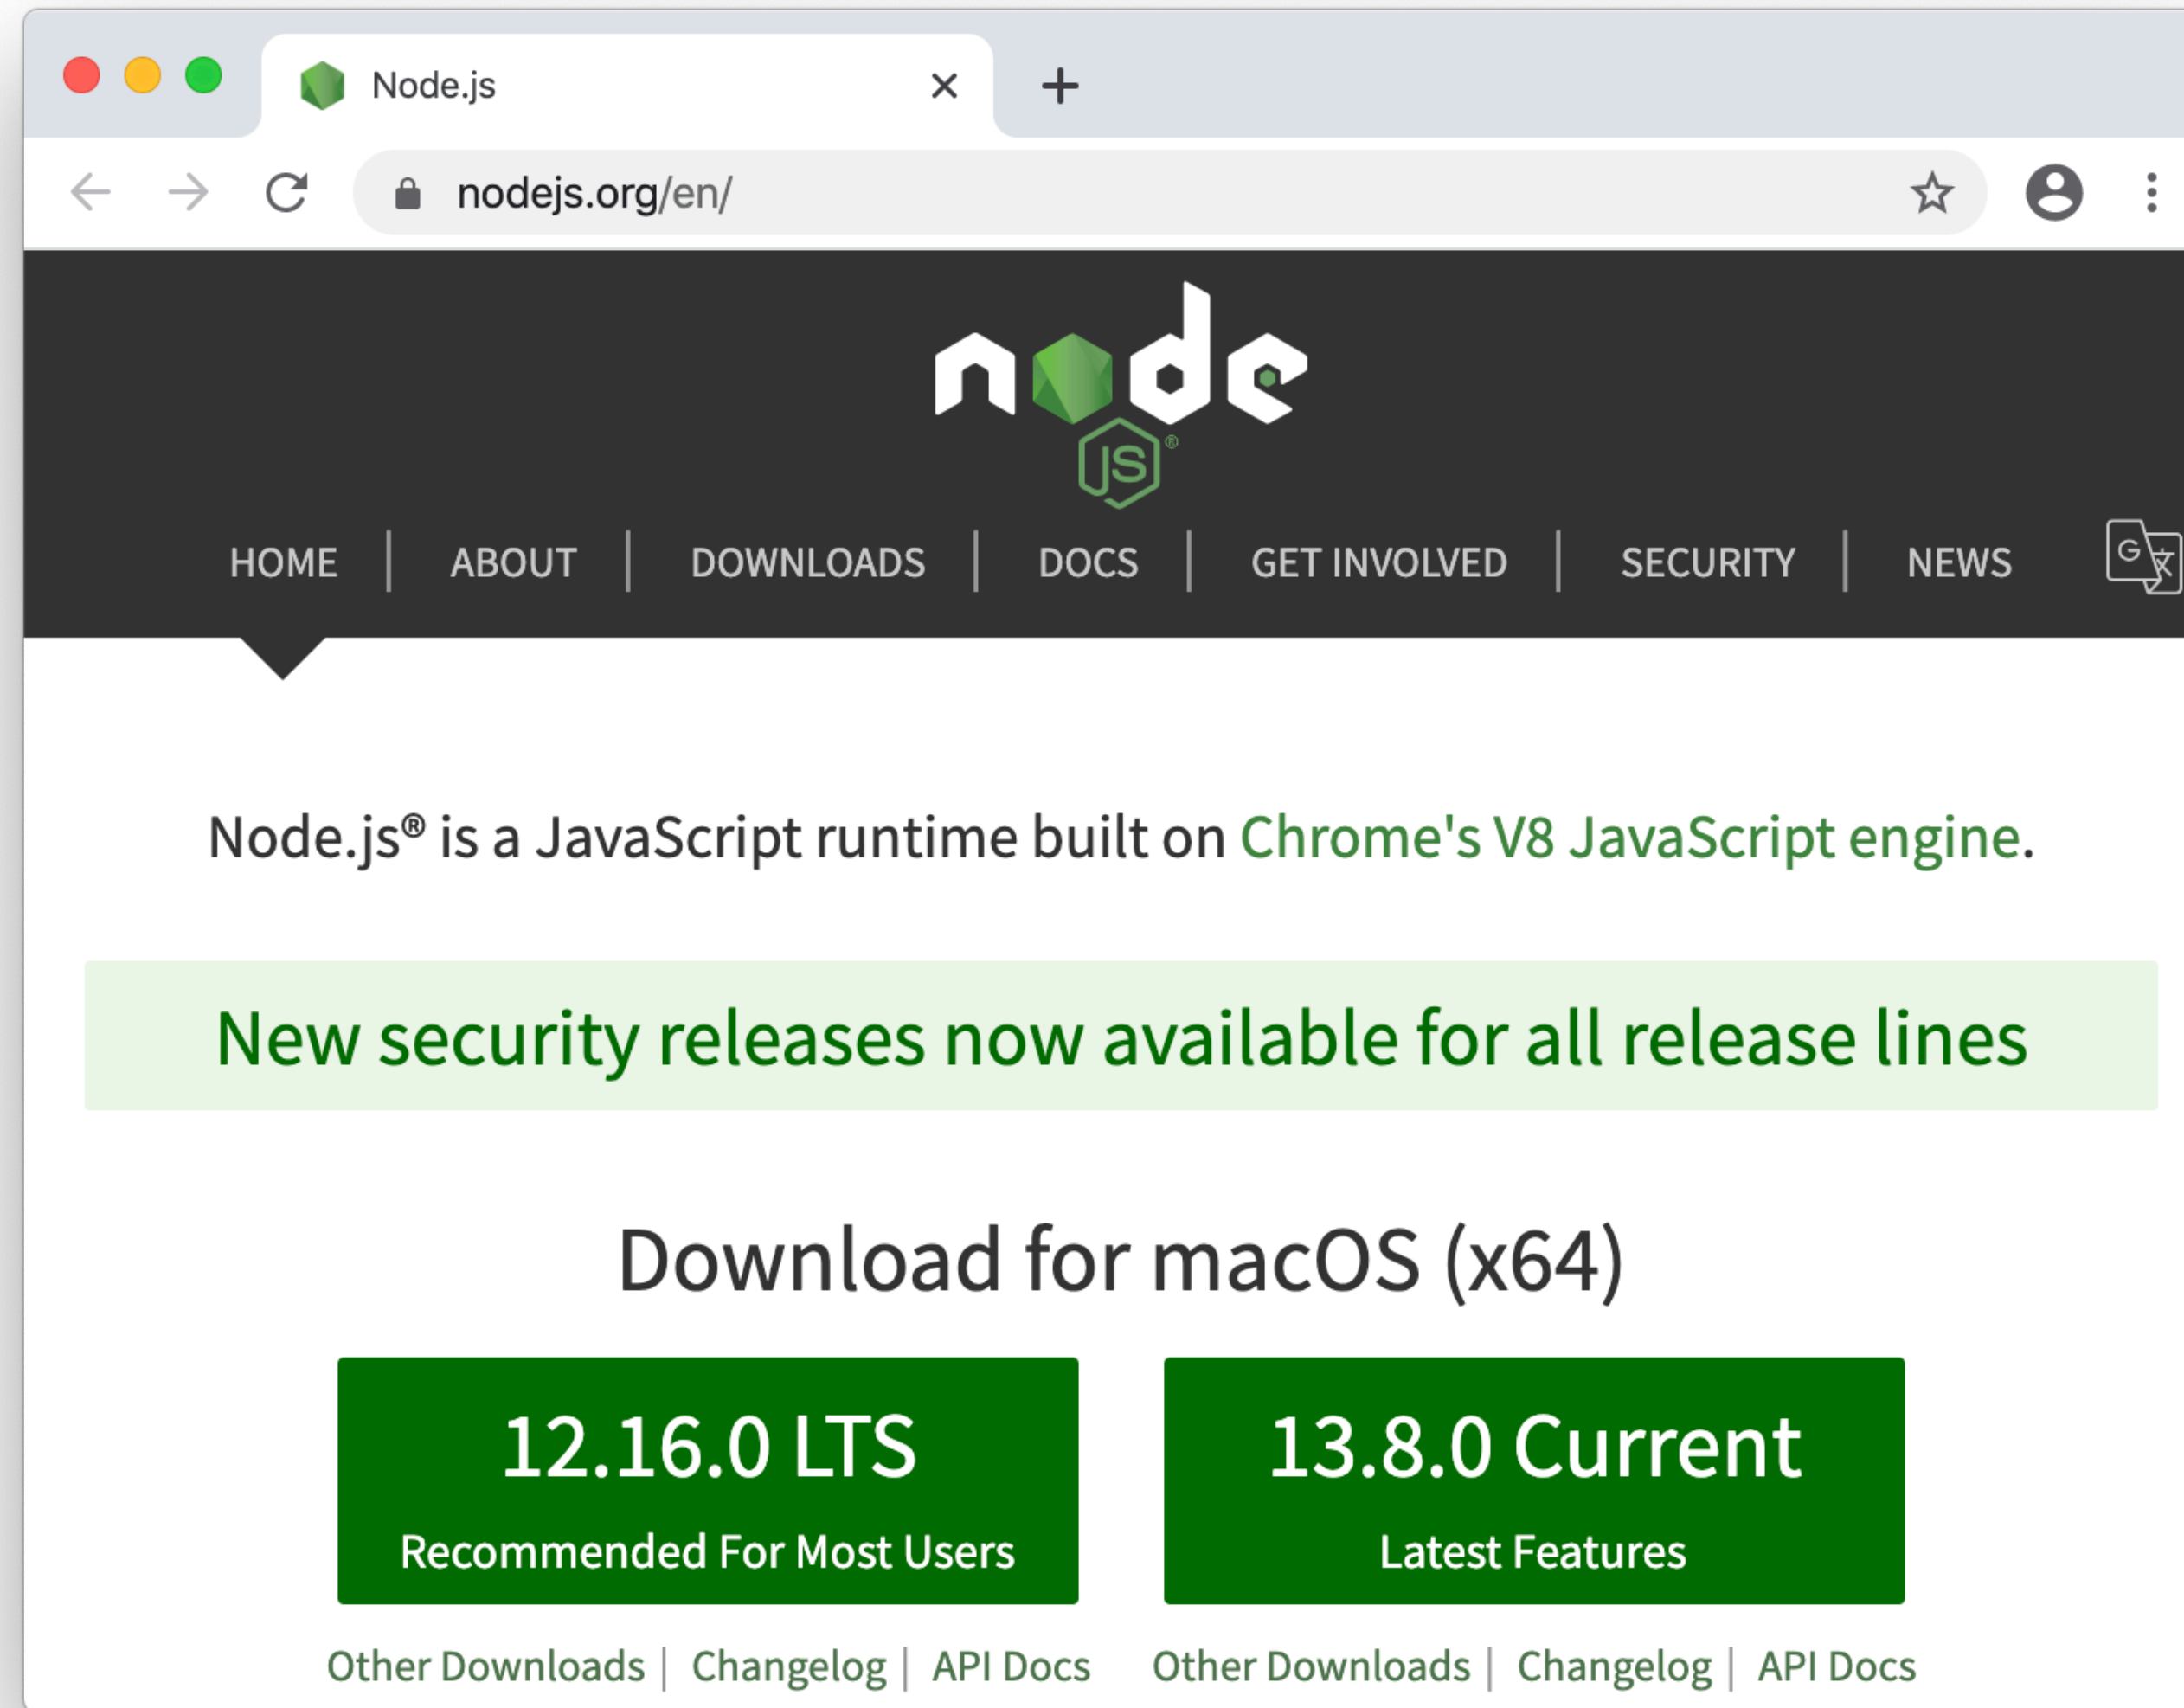 Node.js
nodejs.org/en/
node
JS®
HOME | ABOUT | DOWNLOADS | DOCS | GET INVOLVED | SECURITY | NEWS G文
Node.js® is a JavaScript runtime built on Chrome's V8 JavaScript engine.
New security releases now available for all release lines
Download for macOS (x64)
12.16.0 LTS
Recommended For Most Users
13.8.0 Current
Latest Features
Other Downloads | Changelog | API Docs
Other Downloads | Changelog | API Docs